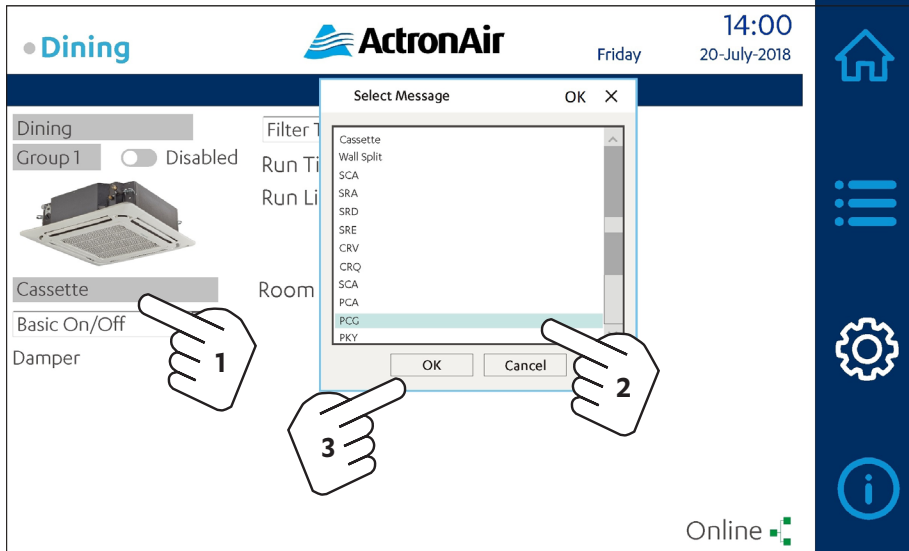 Dining
ActronAir
Friday
14:00
20-July-2018
Select Message
OK
Dining
Group 1
Disabled
Filter
Run Ti
Run Li
Cassette
Wall Split
SCA
SRA
SRD
SRE
CRV
CRQ
SCA
PCA
PCG
PKY
Cassette
Room
Basic On/Off
Damper
OK
Cancel
1
2
3
Online